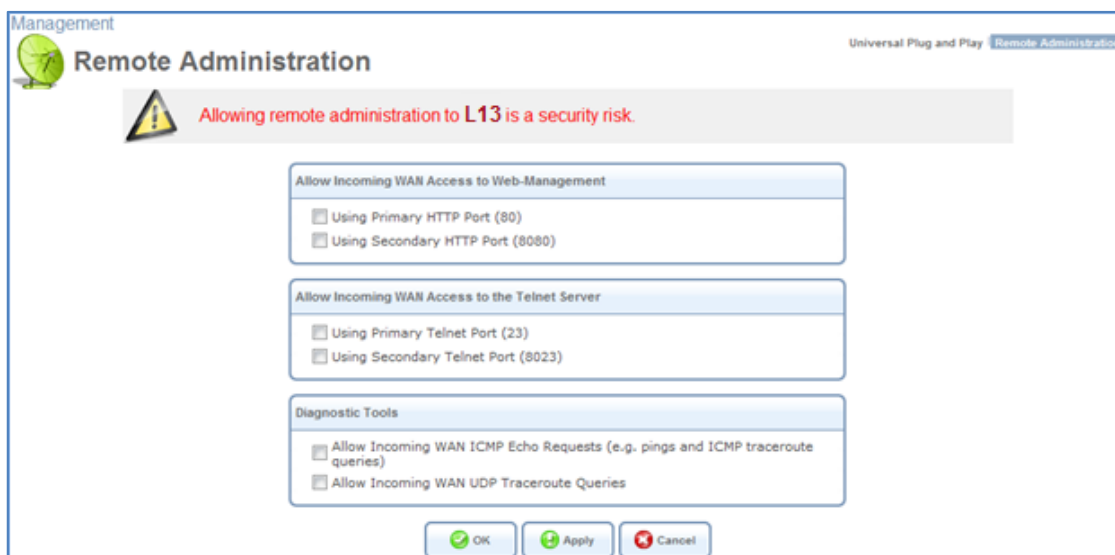 Management
Universal Plug and Play Remote Administration
Remote Administration
Allowing remote administration to L13 is a security risk.
Allow Incoming WAN Access to Web-Management
Using Primary HTTP Port (80)
Using Secondary HTTP Port (8080)
Allow Incoming WAN Access to the Telnet Server
Using Primary Telnet Port (23)
Using Secondary Telnet Port (8023)
Diagnostic Tools
Allow Incoming WAN ICMP Echo Requests (e.g. pings and ICMP traceroute
queries)
Allow Incoming WAN UDP Traceroute Queries
OK Apply Cancel